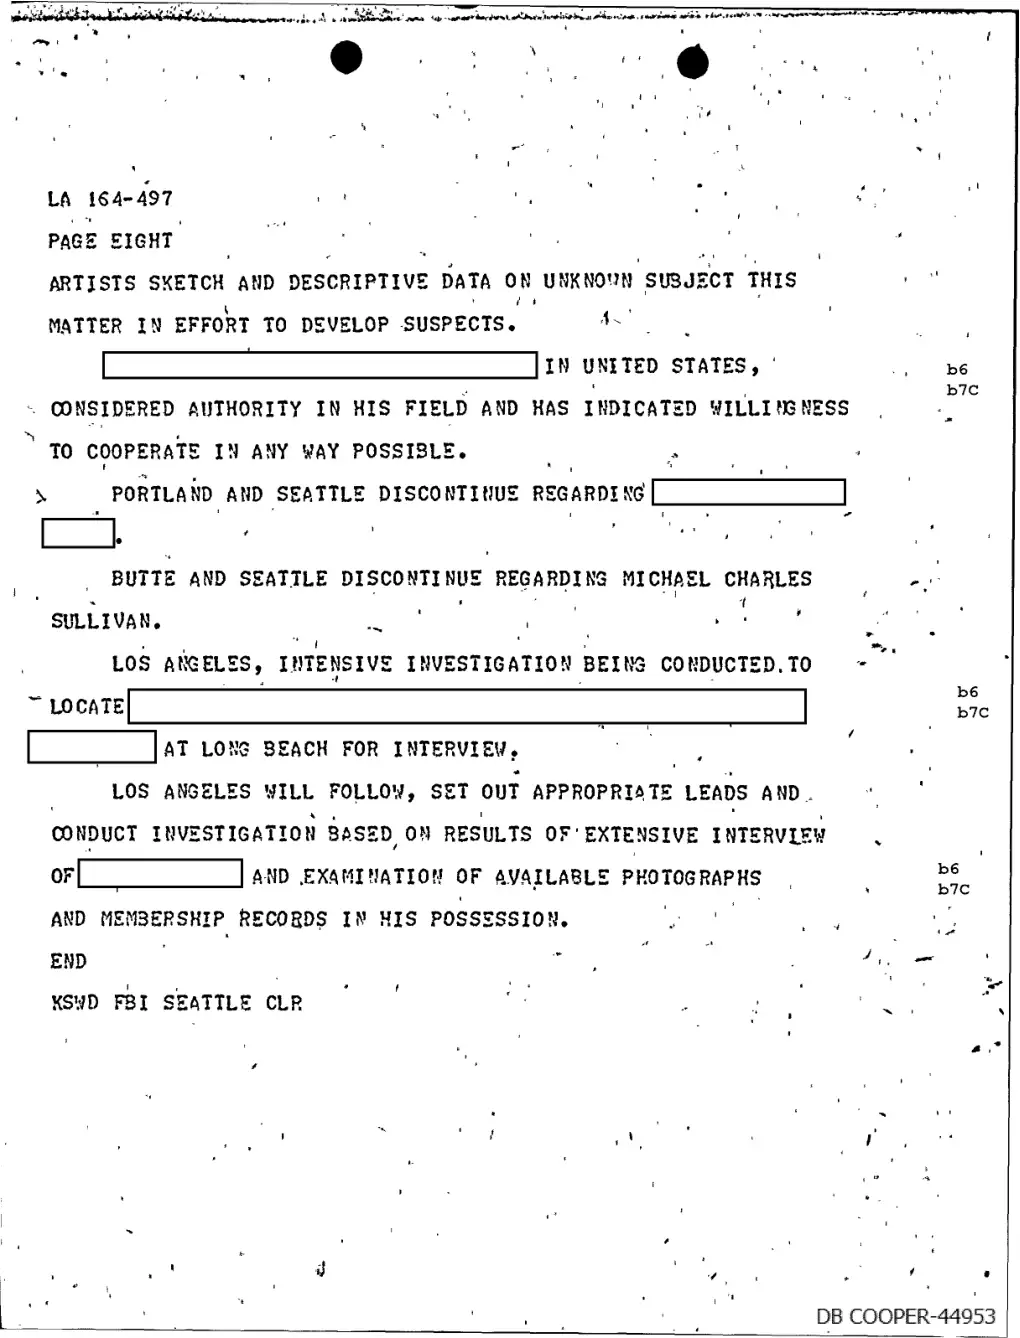 LA 164-497
PAGE EIGHT
ARTISTS SKETCH AND DESCRIPTIVE DATA ON UNKNOWN SUBJECT THIS
MATTER IN EFFORT TO DEVELOP SUSPECTS.
IN UNITED STATES,
b6
b7C
CONSIDERED AUTHORITY IN HIS FIELD AND HAS INDICATED WILLINGNESS
TO COOPERATE IN ANY WAY POSSIBLE.
PORTLAND AND SEATTLE DISCONTINUE REGARDING
.
BUTTE AND SEATTLE DISCONTINUE REGARDING MICHAEL CHARLES
SULLIVAN.
LOS ANGELES, INTENSIVE INVESTIGATION BEING CONDUCTED TO
LOCATE
b6
b7C
AT LONG BEACH FOR INTERVIEW.
LOS ANGELES WILL FOLLOW, SET OUT APPROPRIATE LEADS AND
CONDUCT INVESTIGATION BASED ON RESULTS OF EXTENSIVE INTERVIEW
OF AND EXAMINATION OF AVAILABLE PHOTOGRAPHS
b6
b7C
AND MEMBERSHIP RECORDS IN HIS POSSESSION.
END
KSWD FBI SEATTLE CLR
DB COOPER-44953